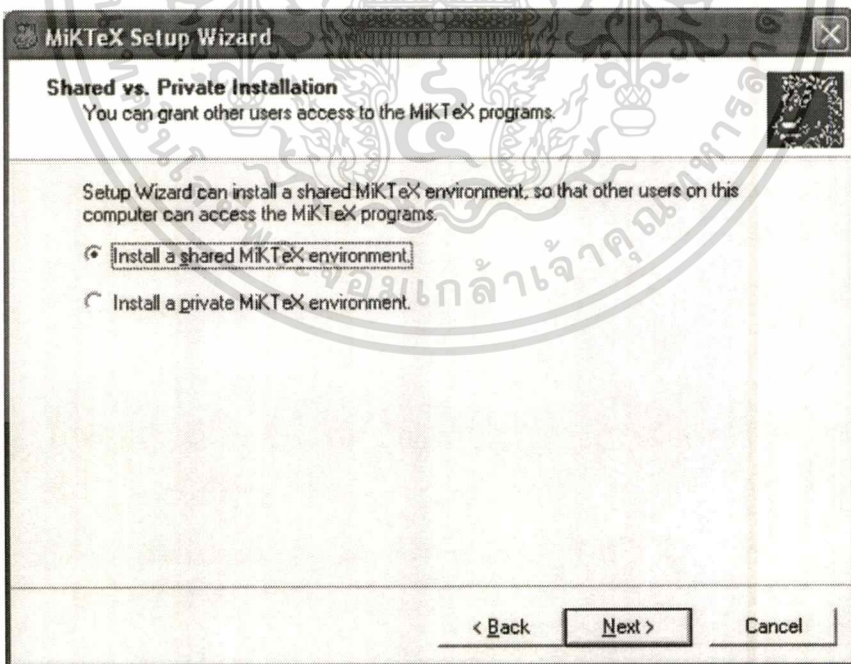 MiKTeX Setup Wizard
Shared vs. Private Installation
You can grant other users access to the MiKTeX programs.
Setup Wizard can install a shared MiKTeX environment, so that other users on this
computer can access the MiKTeX programs.
Install a shared MiKTeX environment.
Install a private MiKTeX environment.
< Back
Next >
Cancel